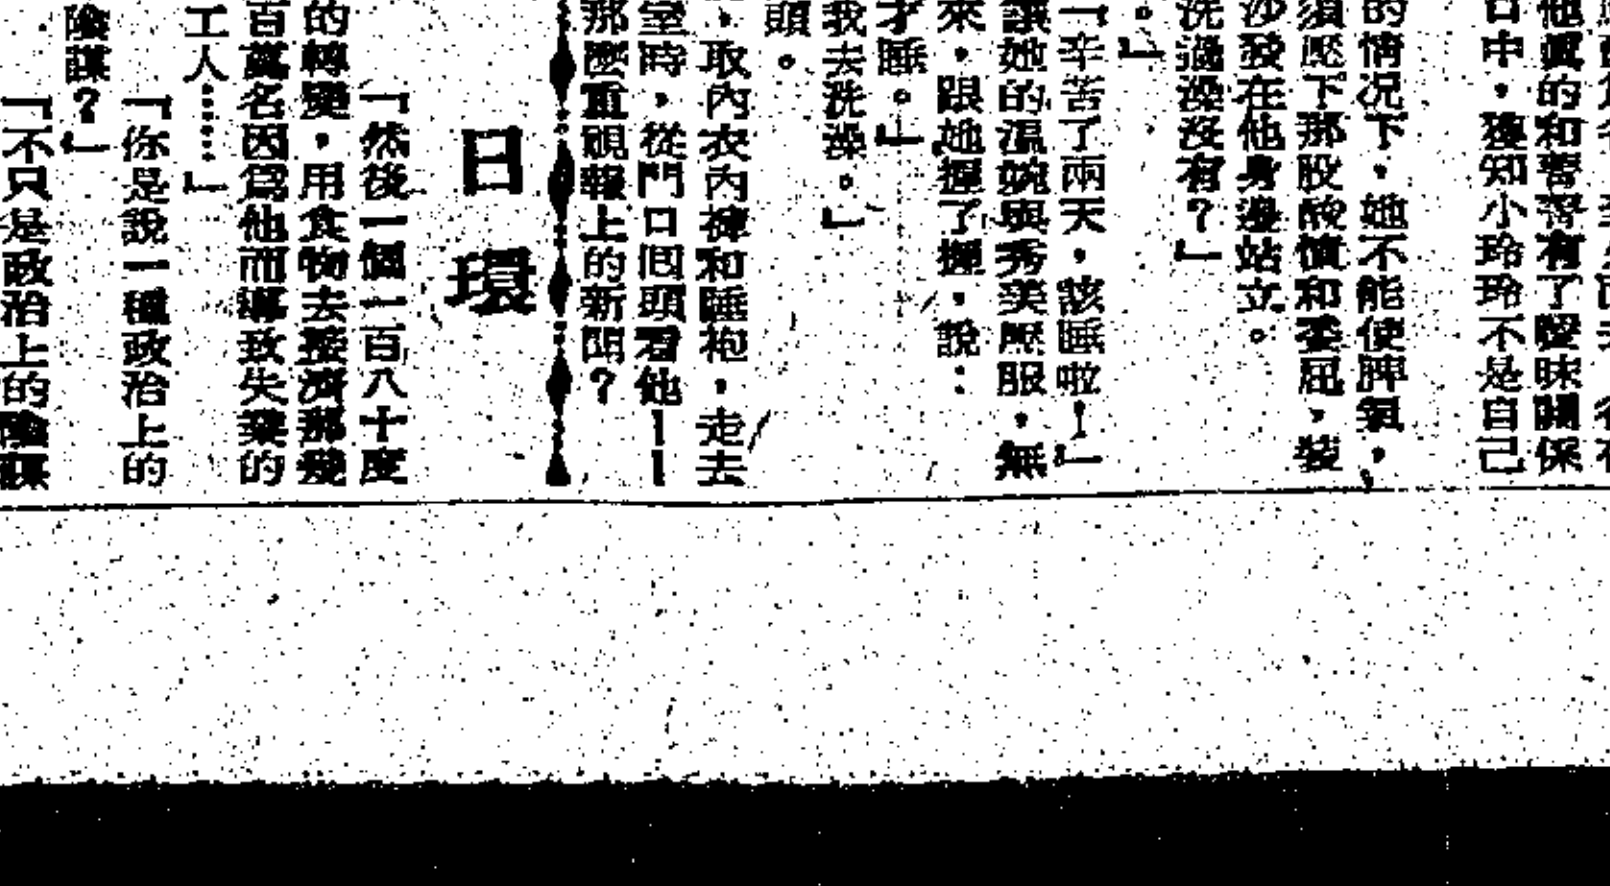 他眞的和菁菁有了曖昧關係
口中，獲知小玲玲不是自己
的情況下，她不能使脾氣，
須壓下那股酸憤和委屈，裝
沙發在他身邊站立。
洗過澡沒有？」
。」
「辛苦了兩天，該睡啦！」
讓她的溫婉與秀美壓服，無
來，跟她握了握，說：
才睡。」
我去洗澡。」
頭。
，取內衣內褲和睡袍，走去
室時，從門口囘頭看他——
那麼重視報上的新聞？
日環
「然後一個一百八十度
的轉變，用食物去救濟那幾
百萬名因爲他而導致失業的
工人……」
「你是說一種政治上的
陰謀？」
「不只是政治上的陰謀